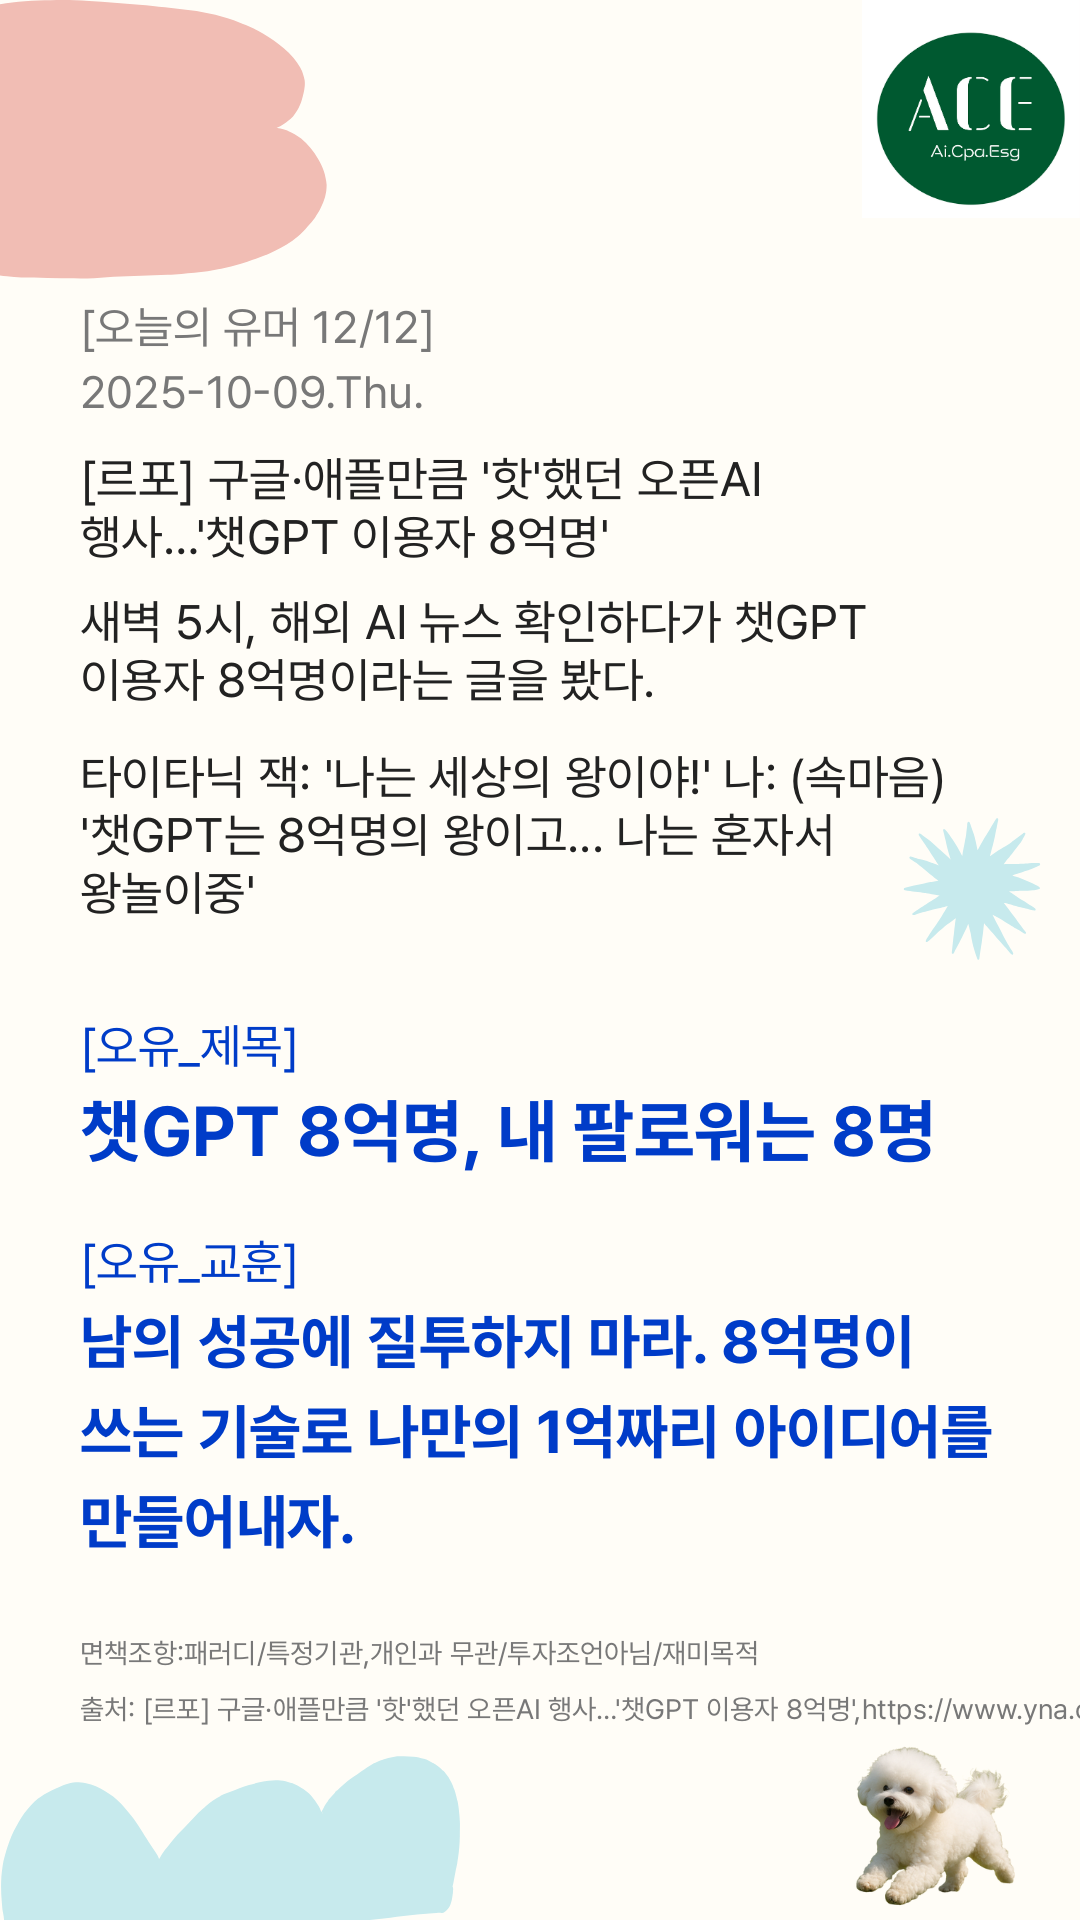 ACE
Ai.Cpa.Esg
[오늘의 유머 12/12]
2025-10-09.Thu.
[르포] 구글·애플만큼 '핫'했던 오픈AI
행사…'챗GPT 이용자 8억명'
새벽 5시, 해외 AI 뉴스 확인하다가 챗GPT
이용자 8억명이라는 글을 봤다.
타이타닉 잭: '나는 세상의 왕이야!' 나: (속마음)
'챗GPT는 8억명의 왕이고... 나는 혼자서
왕놀이중'
[오유_제목]
챗GPT 8억명, 내 팔로워는 8명
[오유_교훈]
남의 성공에 질투하지 마라. 8억명이
쓰는 기술로 나만의 1억짜리 아이디어를
만들어내자.
면책조항:패러디/특정기관,개인과 무관/투자조언아님/재미목적
출처: [르포] 구글·애플만큼 '핫'했던 오픈AI 행사…'챗GPT 이용자 8억명',https://www.yna.c